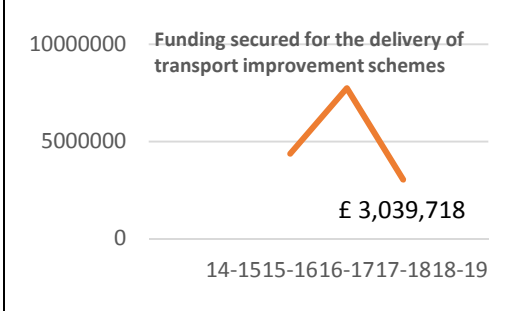 10000000
Funding secured for the delivery of
transport improvement schemes
5000000
£ 3,039,718
0
14-1515-1616-1717-1818-19